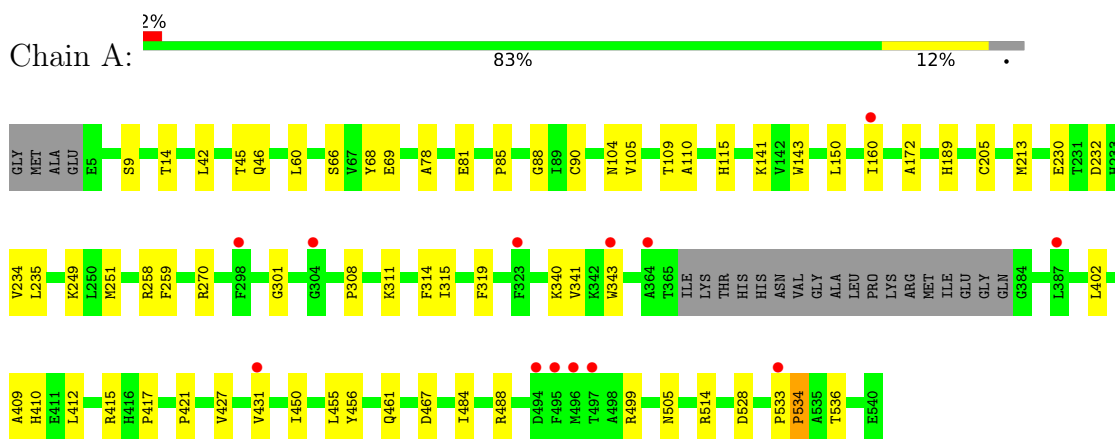 2%
Chain A:
83% 12% •
GLY MET ALA GLU E5 S9 T14 L42 T45 Q46 L60 S66 V67 Y68 E69 A78 E81 P85 G88 I89 C90 N104 V105 T109 A110 H115 K141 V142 W143 L150 I160 A172 H189 C205 M213 E230 T231 D232 H233
V234 L235 K249 L250 M251 R258 F259 R270 F298 G301 G304 P308 K311 F314 I315 F319 F323 K340 V341 K342 W343 A364 T365 ILE LYS THR HIS HIS ASN VAL GLY ALA LEU PRO LYS ARG MET ILE GLU GLY GLN G384 L387 L402
A409 H410 E411 L412 R415 H416 P417 P421 V427 V431 I450 L455 Y456 Q461 D467 I484 R488 D494 F495 M496 T497 A498 R499 N505 R514 D528 P533 P534 A535 T536 E540